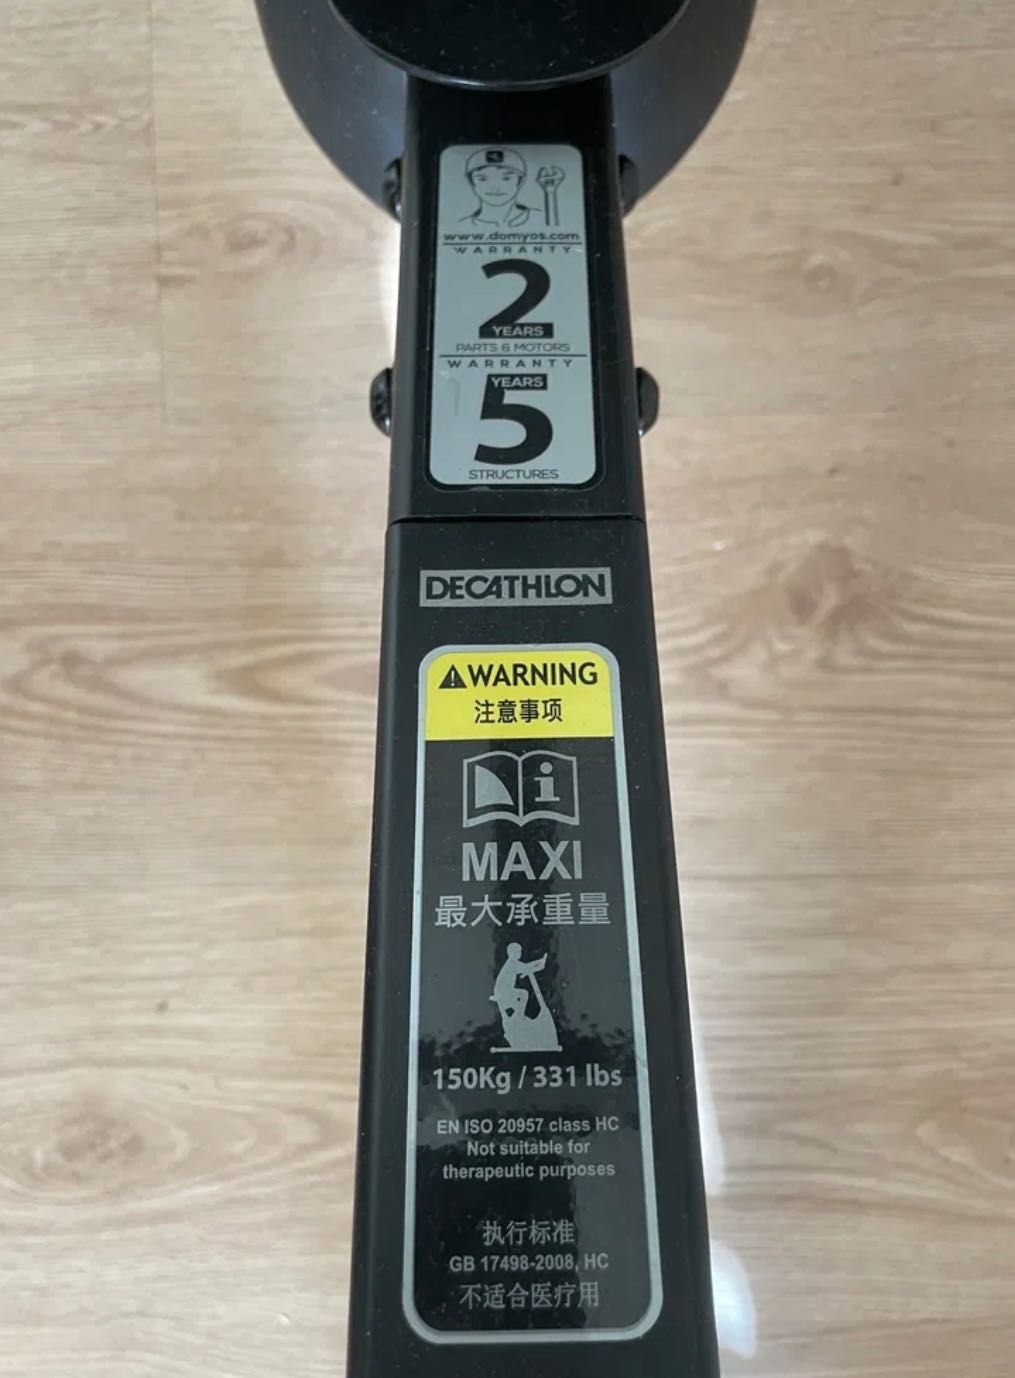 www.domyos.com
WARRANTY
2
YEARS
PARTS & MOTORS
WARRANTY
YEARS
5
STRUCTURES
DECATHLON
WARNING
注意事项
i
MAXI
最大承重量
150Kg / 331 lbs
EN ISO 20957 class HC
Not suitable for
therapeutic purposes
执行标准
GB 17498-2008, HC
不适合医疗用